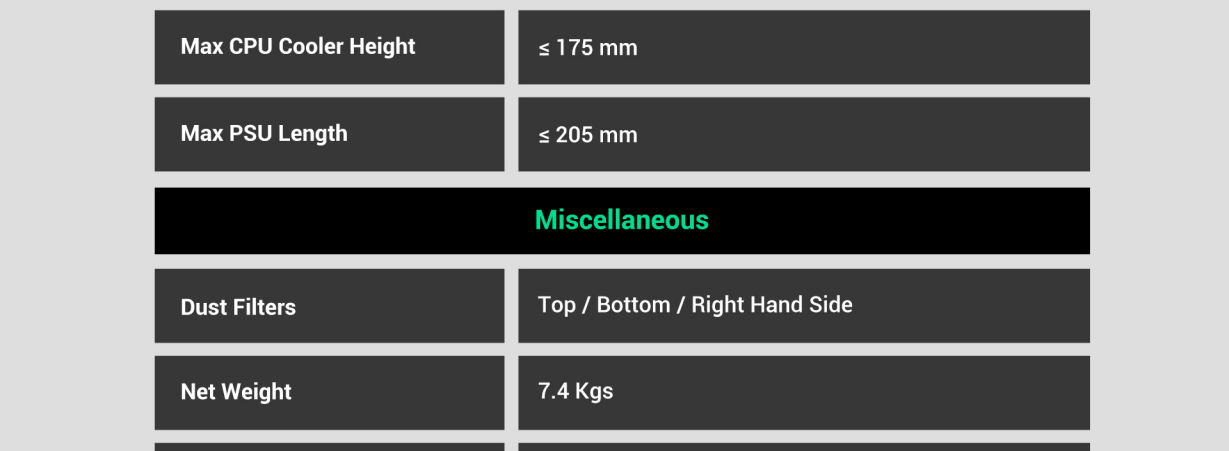 Max CPU Cooler Height
≤ 175 mm
Max PSU Length
≤ 205 mm
Miscellaneous
Dust Filters
Top / Bottom / Right Hand Side
Net Weight
7.4 Kgs